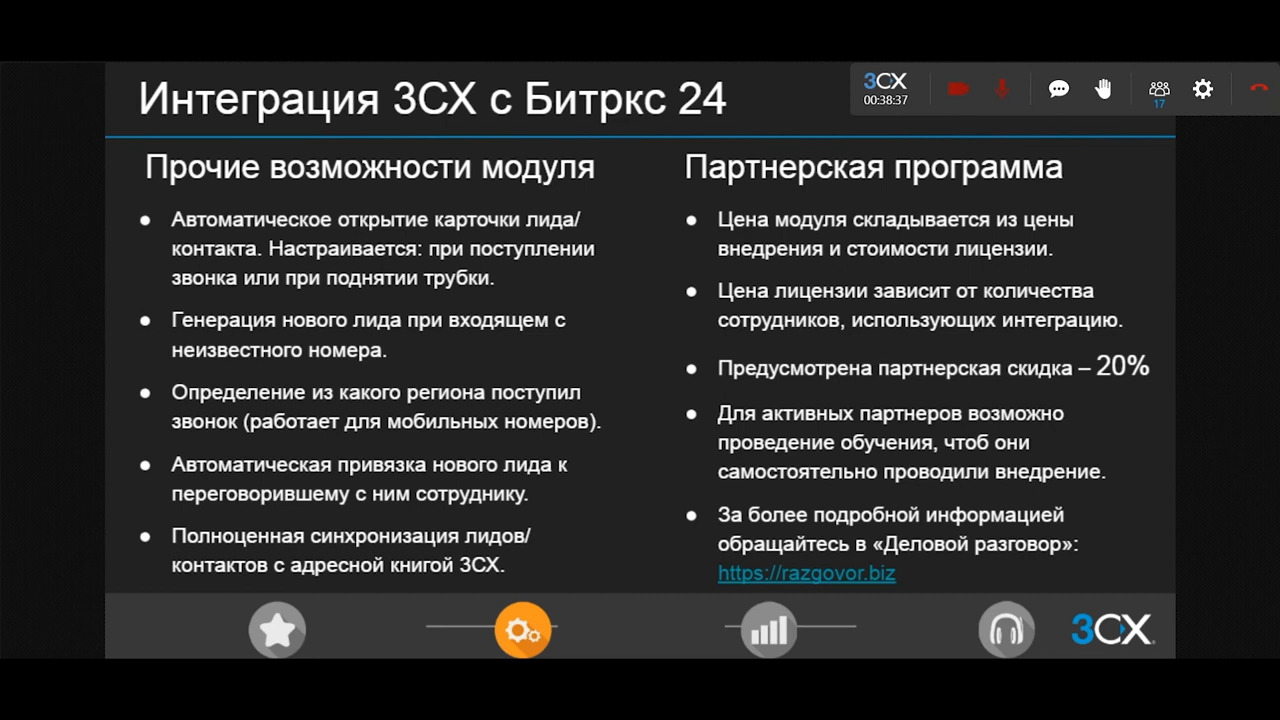 Интеграция 3CX с Битркс 24
3CX
00:38:37
17
Прочие возможности модуля
● Автоматическое открытие карточки лида/
контакта. Настраивается: при поступлении
звонка или при поднятии трубки.
● Генерация нового лида при входящем с
неизвестного номера.
● Определение из какого региона поступил
звонок (работает для мобильных номеров).
● Автоматическая привязка нового лида к
переговорившему с ним сотруднику.
● Полноценная синхронизация лидов/
контактов с адресной книгой 3CX.
Партнерская программа
● Цена модуля складывается из цены
внедрения и стоимости лицензии.
● Цена лицензии зависит от количества
сотрудников, использующих интеграцию.
● Предусмотрена партнерская скидка – 20%
● Для активных партнеров возможно
проведение обучения, чтоб они
самостоятельно проводили внедрение.
● За более подробной информацией
обращайтесь в «Деловой разговор»:
https://razgovor.biz
3CX